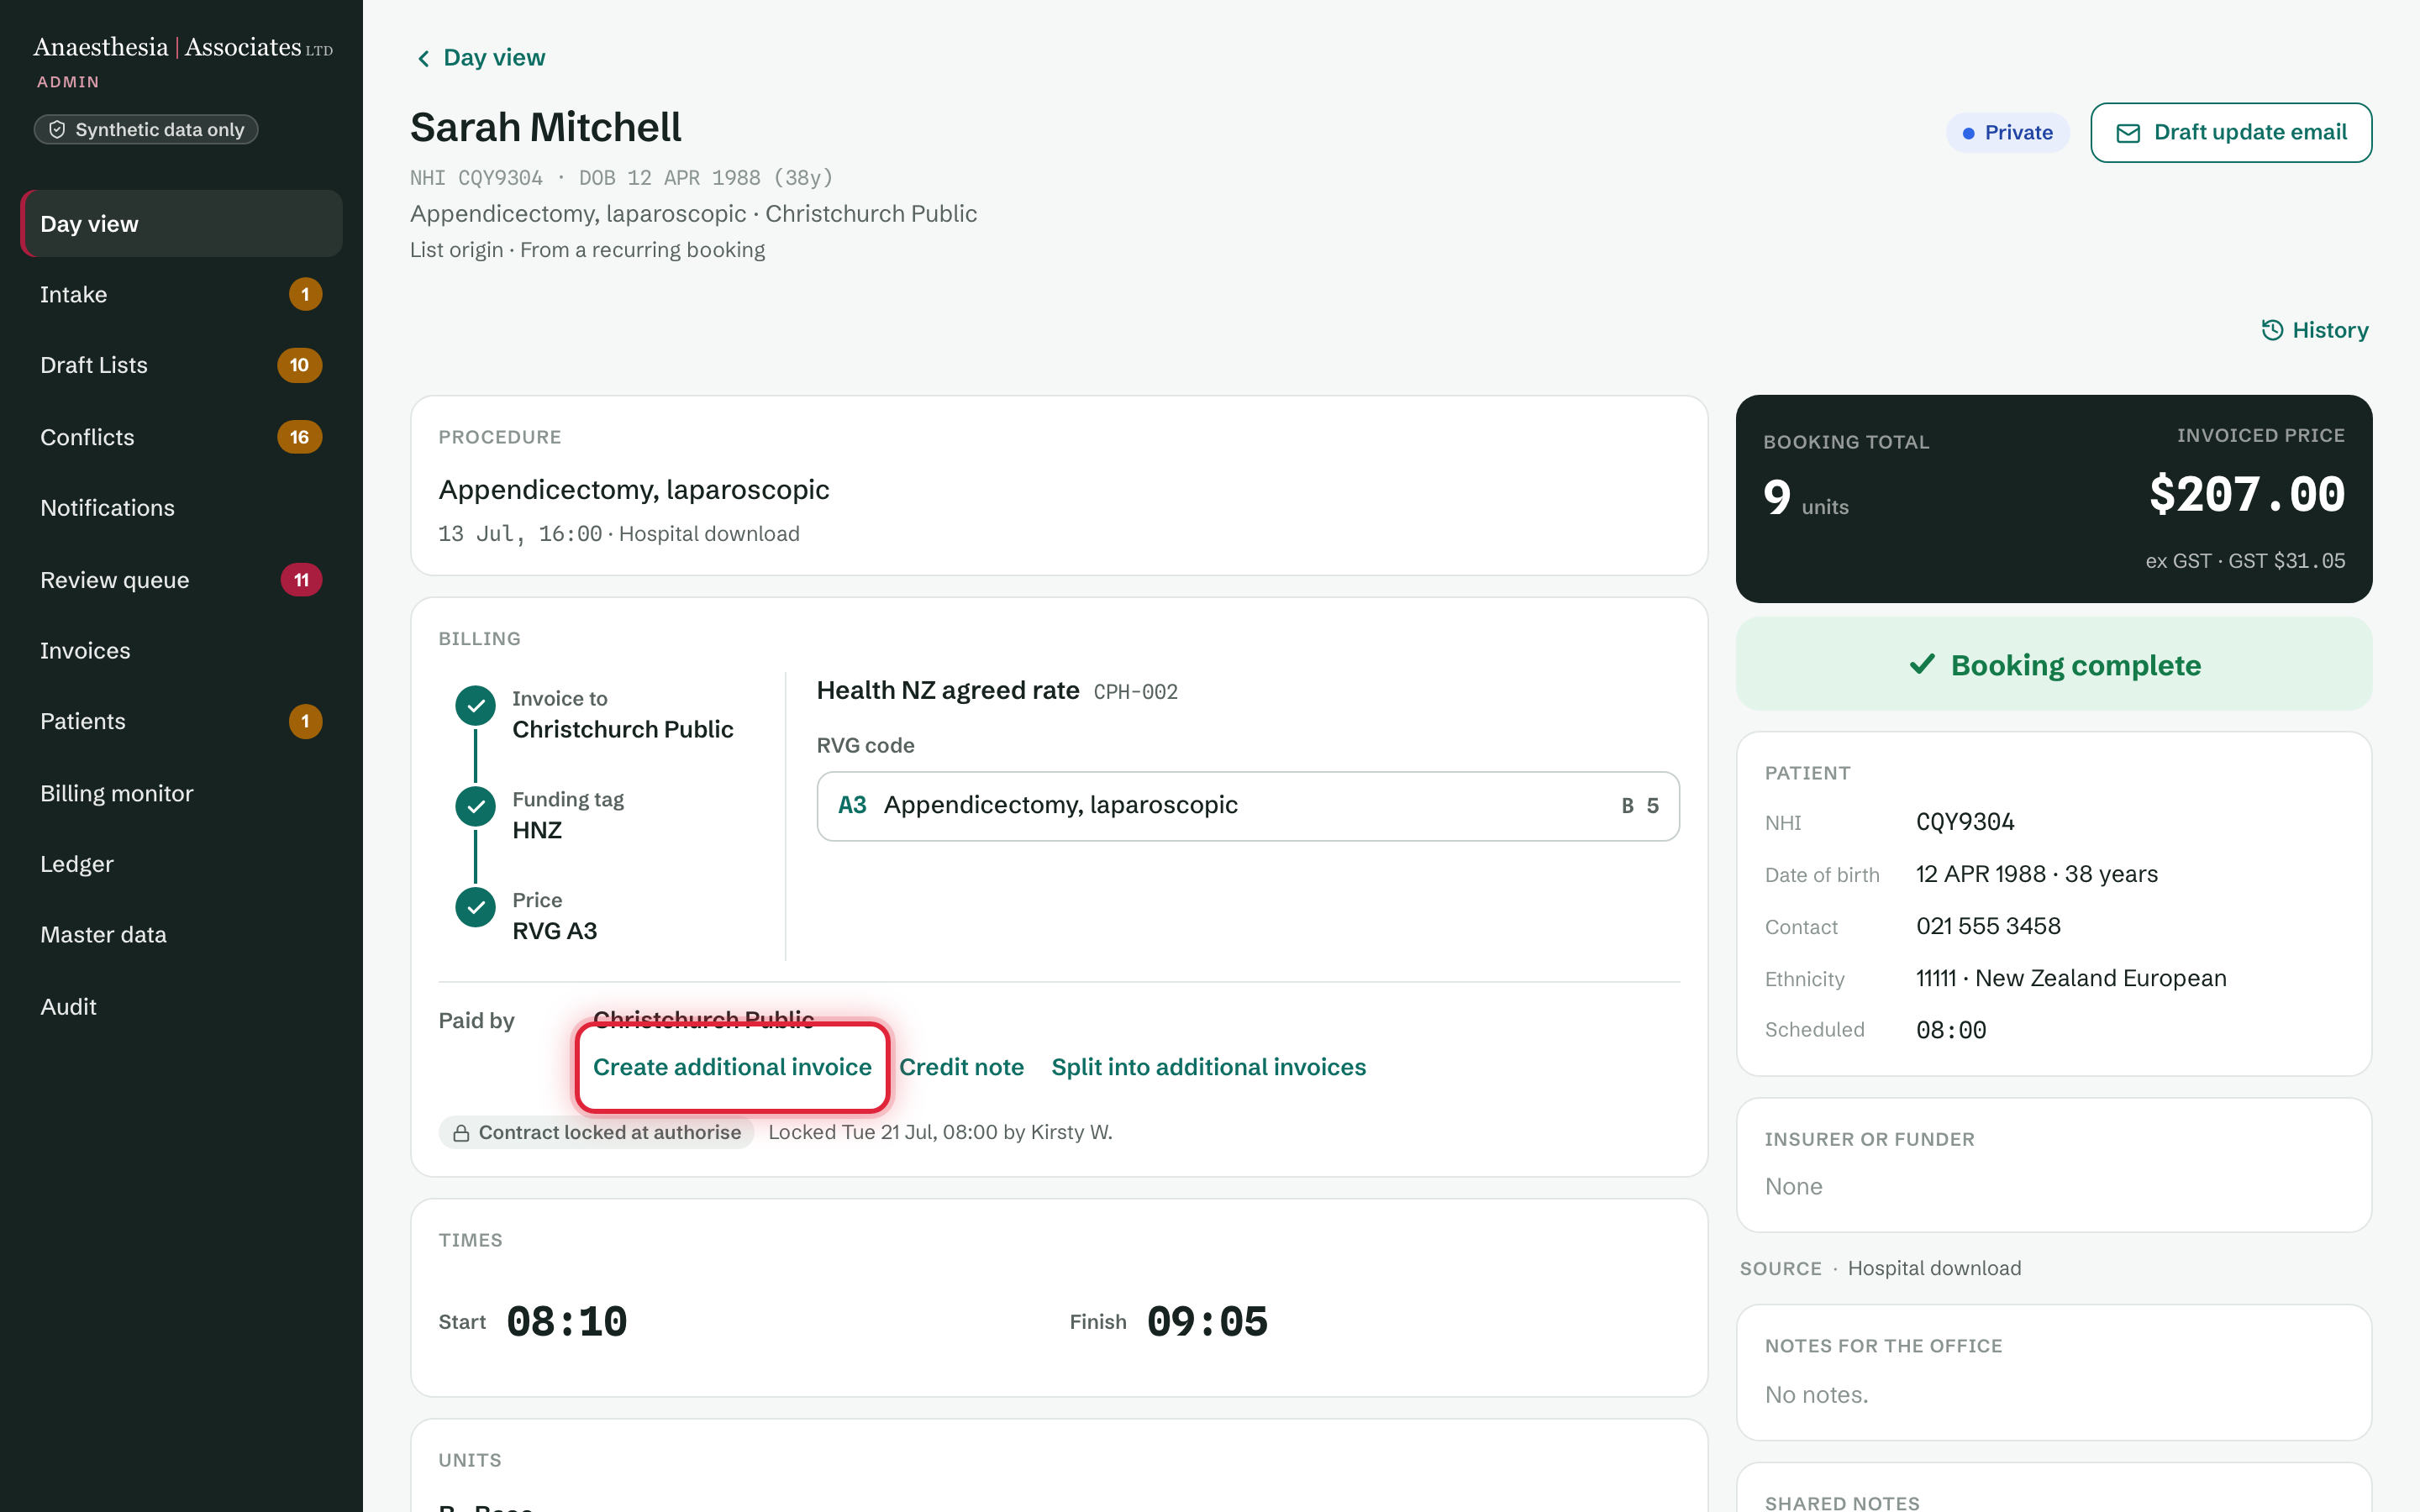 Anaesthesia | Associates LTD
ADMIN
Synthetic data only
Day view
Intake 1
Draft Lists 10
Conflicts 16
Notifications
Review queue 11
Invoices
Patients 1
Billing monitor
Ledger
Master data
Audit
Day view
Sarah Mitchell
NHI CQY9304 · DOB 12 APR 1988 (38y)
Appendicectomy, laparoscopic · Christchurch Public
List origin · From a recurring booking
Private
Draft update email
History
PROCEDURE
Appendicectomy, laparoscopic
13 Jul, 16:00 · Hospital download
BILLING
Invoice to
Christchurch Public
Funding tag
HNZ
Price
RVG A3
Health NZ agreed rate CPH-002
RVG code
A3 Appendicectomy, laparoscopic B 5
Paid by Christchurch Public
Create additional invoice Credit note Split into additional invoices
Contract locked at authorise Locked Tue 21 Jul, 08:00 by Kirsty W.
TIMES
Start 08:10 Finish 09:05
UNITS
B Base
BOOKING TOTAL
9 units
INVOICED PRICE
$207.00
ex GST · GST $31.05
Booking complete
PATIENT
NHI CQY9304
Date of birth 12 APR 1988 · 38 years
Contact 021 555 3458
Ethnicity 11111 · New Zealand European
Scheduled 08:00
INSURER OR FUNDER
None
SOURCE · Hospital download
NOTES FOR THE OFFICE
No notes.
SHARED NOTES